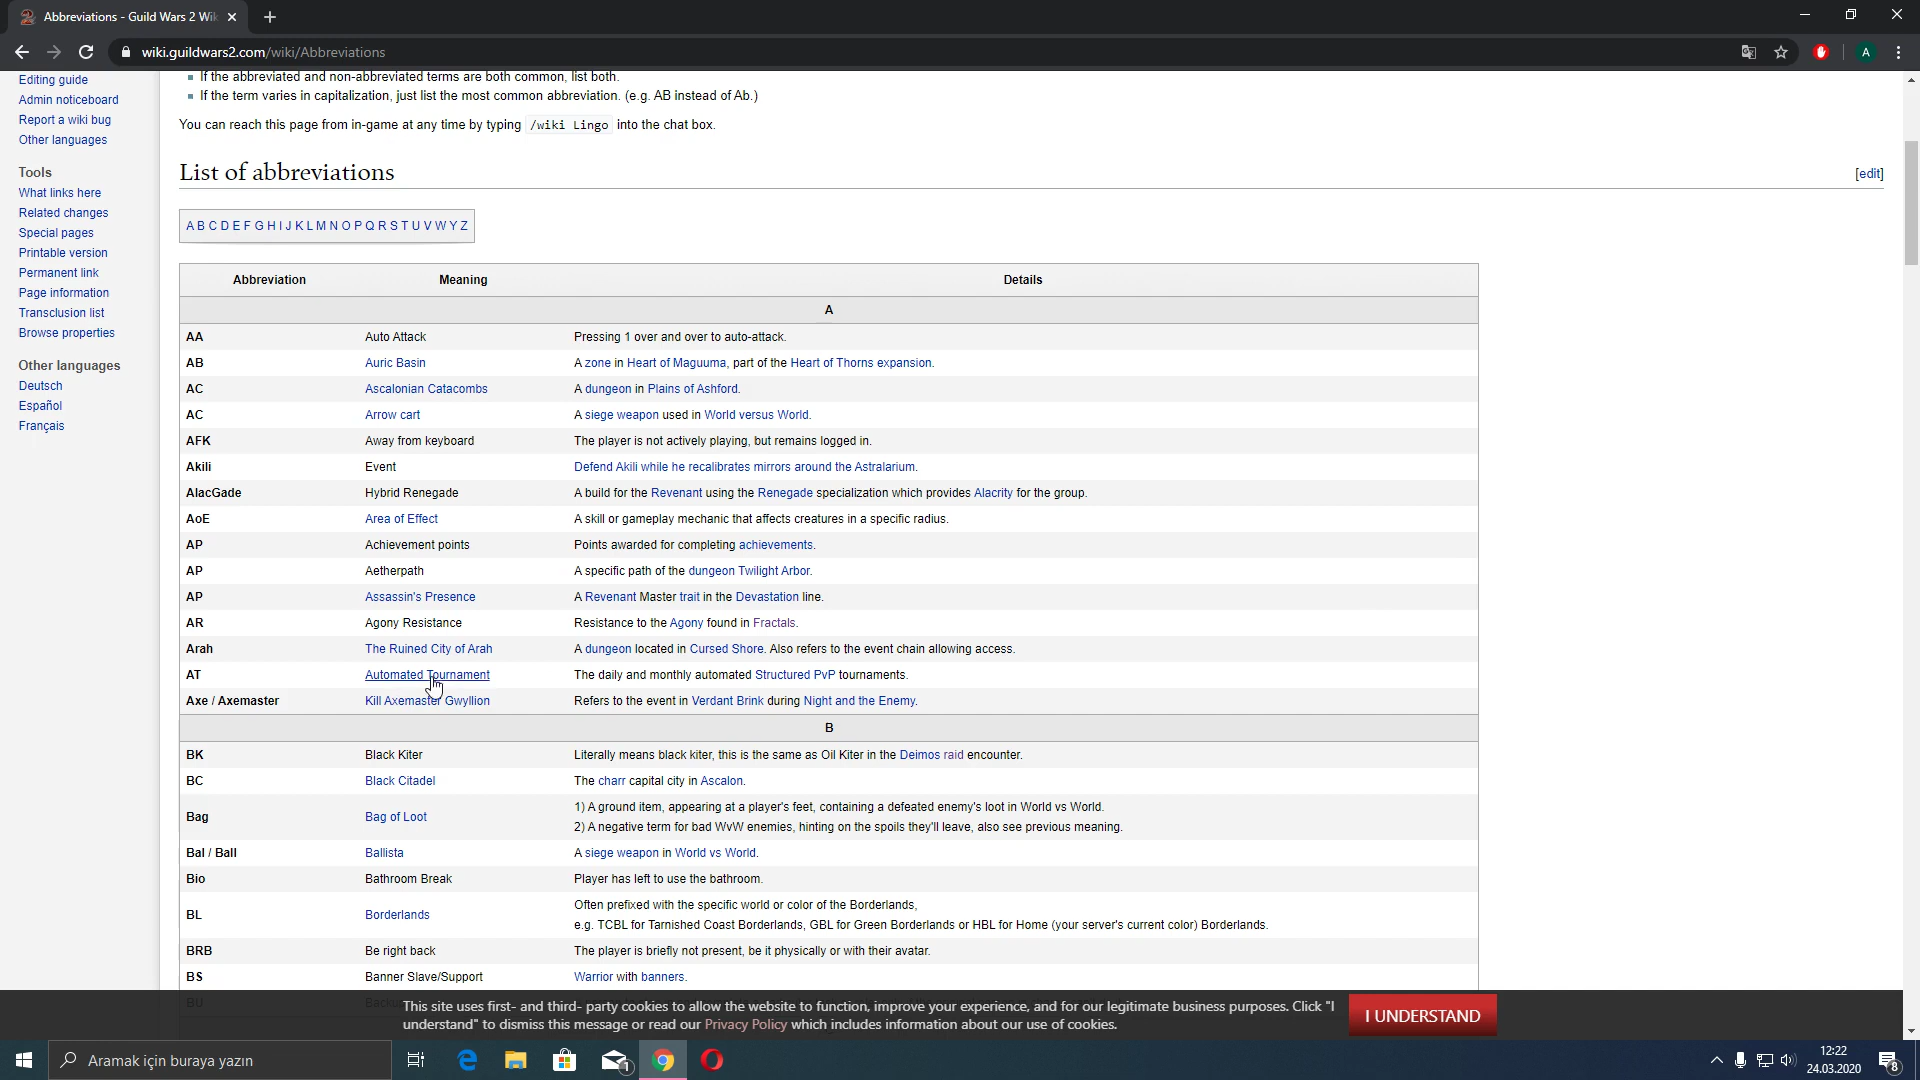 Abbreviations - Guild Wars 2 Wi
wiki.guildwars2.com/wiki/Abbreviations
A
Editing guide
Admin noticeboard
Report a wiki bug
Other languages
Tools
What links here
Related changes
Special pages
Printable version
Permanent link
Page information
Transclusion list
Browse properties
Other languages
Deutsch
Español
Français
If the abbreviated and non-abbreviated terms are both common, list both.
If the term varies in capitalization, just list the most common abbreviation. (e.g. AB instead of Ab.)
You can reach this page from in-game at any time by typing /wiki Lingo into the chat box.
List of abbreviations [edit]
A B C D E F G H I J K L M N O P Q R S T U V W Y Z
Abbreviation Meaning Details
A
AA Auto Attack Pressing 1 over and over to auto-attack.
AB Auric Basin A zone in Heart of Maguuma, part of the Heart of Thorns expansion.
AC Ascalonian Catacombs A dungeon in Plains of Ashford.
AC Arrow cart A siege weapon used in World versus World.
AFK Away from keyboard The player is not actively playing, but remains logged in.
Akili Event Defend Akili while he recalibrates mirrors around the Astralarium.
AlacGade Hybrid Renegade A build for the Revenant using the Renegade specialization which provides Alacrity for the group.
AoE Area of Effect A skill or gameplay mechanic that affects creatures in a specific radius.
AP Achievement points Points awarded for completing achievements.
AP Aetherpath A specific path of the dungeon Twilight Arbor.
AP Assassin's Presence A Revenant Master trait in the Devastation line.
AR Agony Resistance Resistance to the Agony found in Fractals.
Arah The Ruined City of Arah A dungeon located in Cursed Shore. Also refers to the event chain allowing access.
AT Automated Tournament The daily and monthly automated Structured PvP tournaments.
Axe / Axemaster Kill Axemaster Gwyllion Refers to the event in Verdant Brink during Night and the Enemy.
B
BK Black Kiter Literally means black kiter, this is the same as Oil Kiter in the Deimos raid encounter.
BC Black Citadel The charr capital city in Ascalon.
Bag Bag of Loot 1) A ground item, appearing at a player's feet, containing a defeated enemy's loot in World vs World.
2) A negative term for bad WvW enemies, hinting on the spoils they'll leave, also see previous meaning.
Bal / Ball Ballista A siege weapon in World vs World.
Bio Bathroom Break Player has left to use the bathroom.
BL Borderlands Often prefixed with the specific world or color of the Borderlands,
e.g. TCBL for Tarnished Coast Borderlands, GBL for Green Borderlands or HBL for Home (your server's current color) Borderlands.
BRB Be right back The player is briefly not present, be it physically or with their avatar.
BS Banner Slave/Support Warrior with banners.
BU
This site uses first- and third- party cookies to allow the website to function, improve your experience, and for our legitimate business purposes. Click "I
understand" to dismiss this message or read our Privacy Policy which includes information about our use of cookies.
I UNDERSTAND
Aramak için buraya yazın
1
12:22
24.03.2020
8